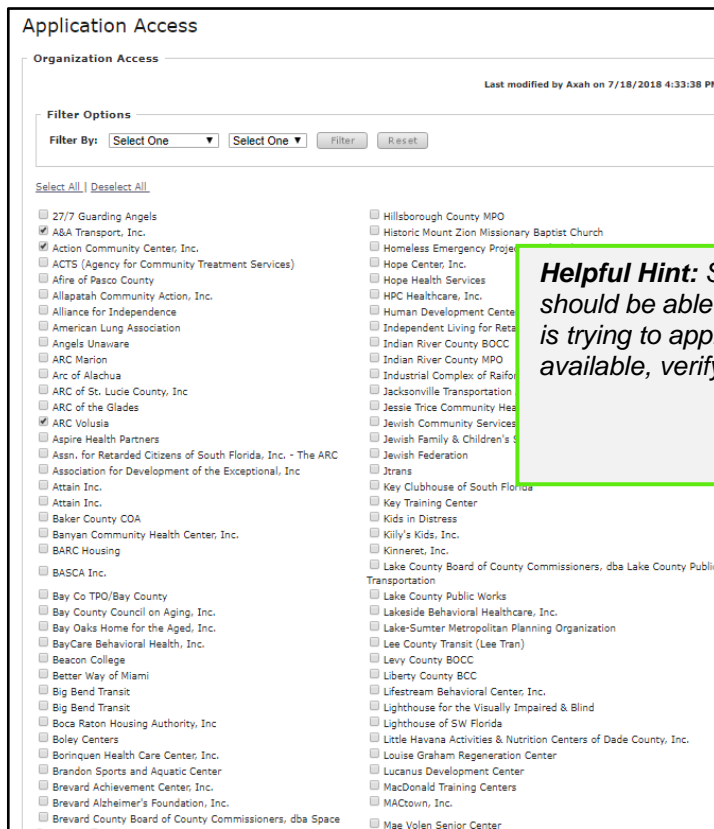 Application Access
Organization Access
Last modified by Axah on 7/18/2018 4:33:38 PM
Filter Options
Filter By: Select One Select One Filter Reset
Select All | Deselect All
27/7 Guarding Angels
A&A Transport, Inc.
Action Community Center, Inc.
ACTS (Agency for Community Treatment Services)
Afire of Pasco County
Allapatah Community Action, Inc.
Alliance for Independence
American Lung Association
Angels Unaware
ARC Marion
Arc of Alachua
ARC of St. Lucie County, Inc
ARC of the Glades
ARC Volusia
Aspire Health Partners
Assn. for Retarded Citizens of South Florida, Inc. - The ARC
Association for Development of the Exceptional, Inc
Attain Inc.
Attain Inc.
Baker County COA
Banyan Community Health Center, Inc.
BARC Housing
BASCA Inc.
Bay Co TPO/Bay County
Bay County Council on Aging, Inc.
Bay Oaks Home for the Aged, Inc.
BayCare Behavioral Health, Inc.
Beacon College
Better Way of Miami
Big Bend Transit
Big Bend Transit
Boca Raton Housing Authority, Inc
Boley Centers
Borinquen Health Care Center, Inc.
Brandon Sports and Aquatic Center
Brevard Achievement Center, Inc.
Brevard Alzheimer's Foundation, Inc.
Brevard County Board of County Commissioners, dba Space
Hillsborough County MPO
Historic Mount Zion Missionary Baptist Church
Homeless Emergency Projec
Hope Center, Inc.
Hope Health Services
HPC Healthcare, Inc.
Human Development Cente
Independent Living for Reta
Indian River County BOCC
Indian River County MPO
Industrial Complex of Raifor
Jacksonville Transportation
Jessie Trice Community Hea
Jewish Community Services
Jewish Family & Children's S
Jewish Federation
Jtrans
Key Clubhouse of South Florida
Key Training Center
Kids in Distress
Kiily's Kids, Inc.
Kinneret, Inc.
Lake County Board of County Commissioners, dba Lake County Public
Transportation
Lake County Public Works
Lakeside Behavioral Healthcare, Inc.
Lake-Sumter Metropolitan Planning Organization
Lee County Transit (Lee Tran)
Levy County BOCC
Liberty County BCC
Lifestream Behavioral Center, Inc.
Lighthouse for the Visually Impaired & Blind
Lighthouse of SW Florida
Little Havana Activities & Nutrition Centers of Dade County, Inc.
Louise Graham Regeneration Center
Lucanus Development Center
MacDonald Training Centers
MACtown, Inc.
Mae Volen Senior Center
Helpful Hint: S
should be able
is trying to app
available, verify